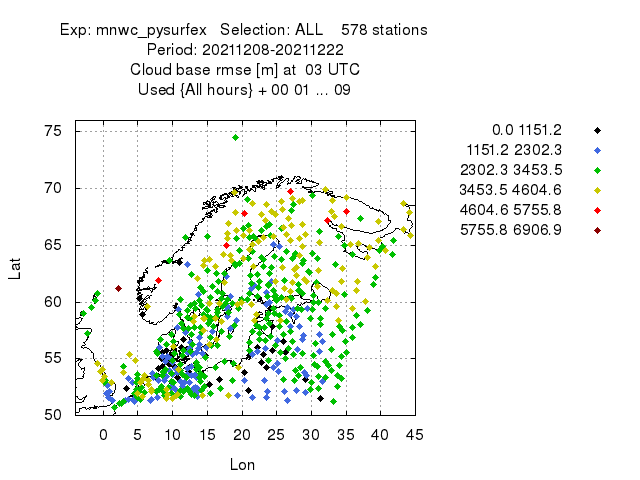 Exp: mnwc_pysurfex   Selection: ALL    578 stations
Period: 20211208-20211222
Cloud base rmse [m] at  03 UTC
Used {All hours} + 00 01 ... 09
0.0 1151.2
1151.2 2302.3
2302.3 3453.5
3453.5 4604.6
4604.6 5755.8
5755.8 6906.9
75
70
65
60
55
50
Lat
0 5 10 15 20 25 30 35 40 45
Lon